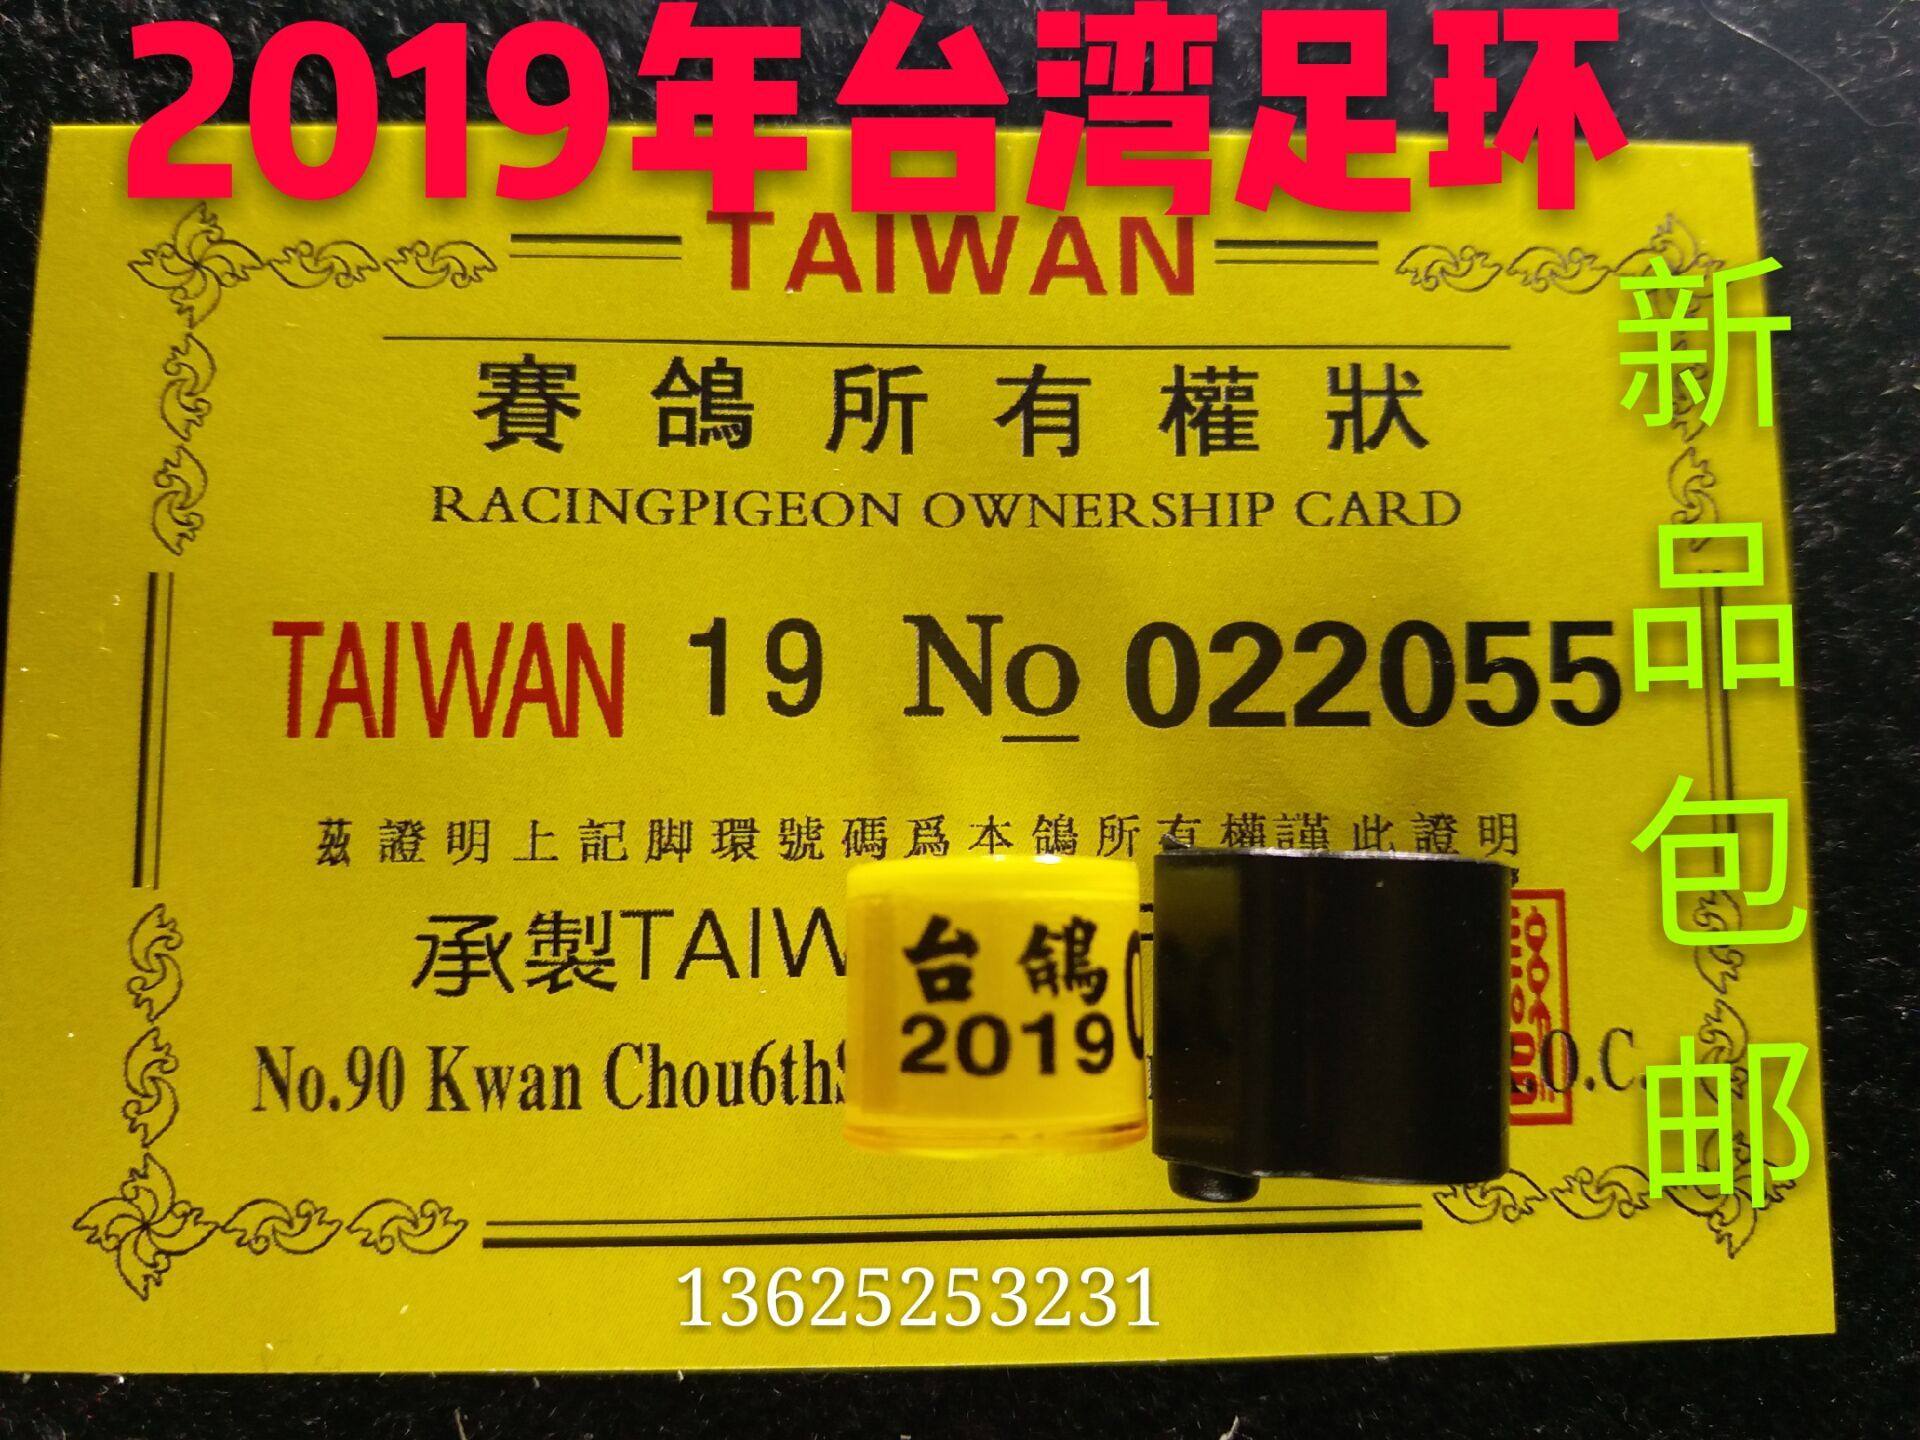 2019年台湾足环
TAIWAN
賽鴿所有權狀
RACINGPIGEON OWNERSHIP CARD
TAIWAN 19 No 022055
茲證明上記脚環號碼爲本鴿所有權謹此證明
承製TAIW
No.90 Kwan Chou6th
.O.C.
台鴿
2019
新品包邮
13625253231